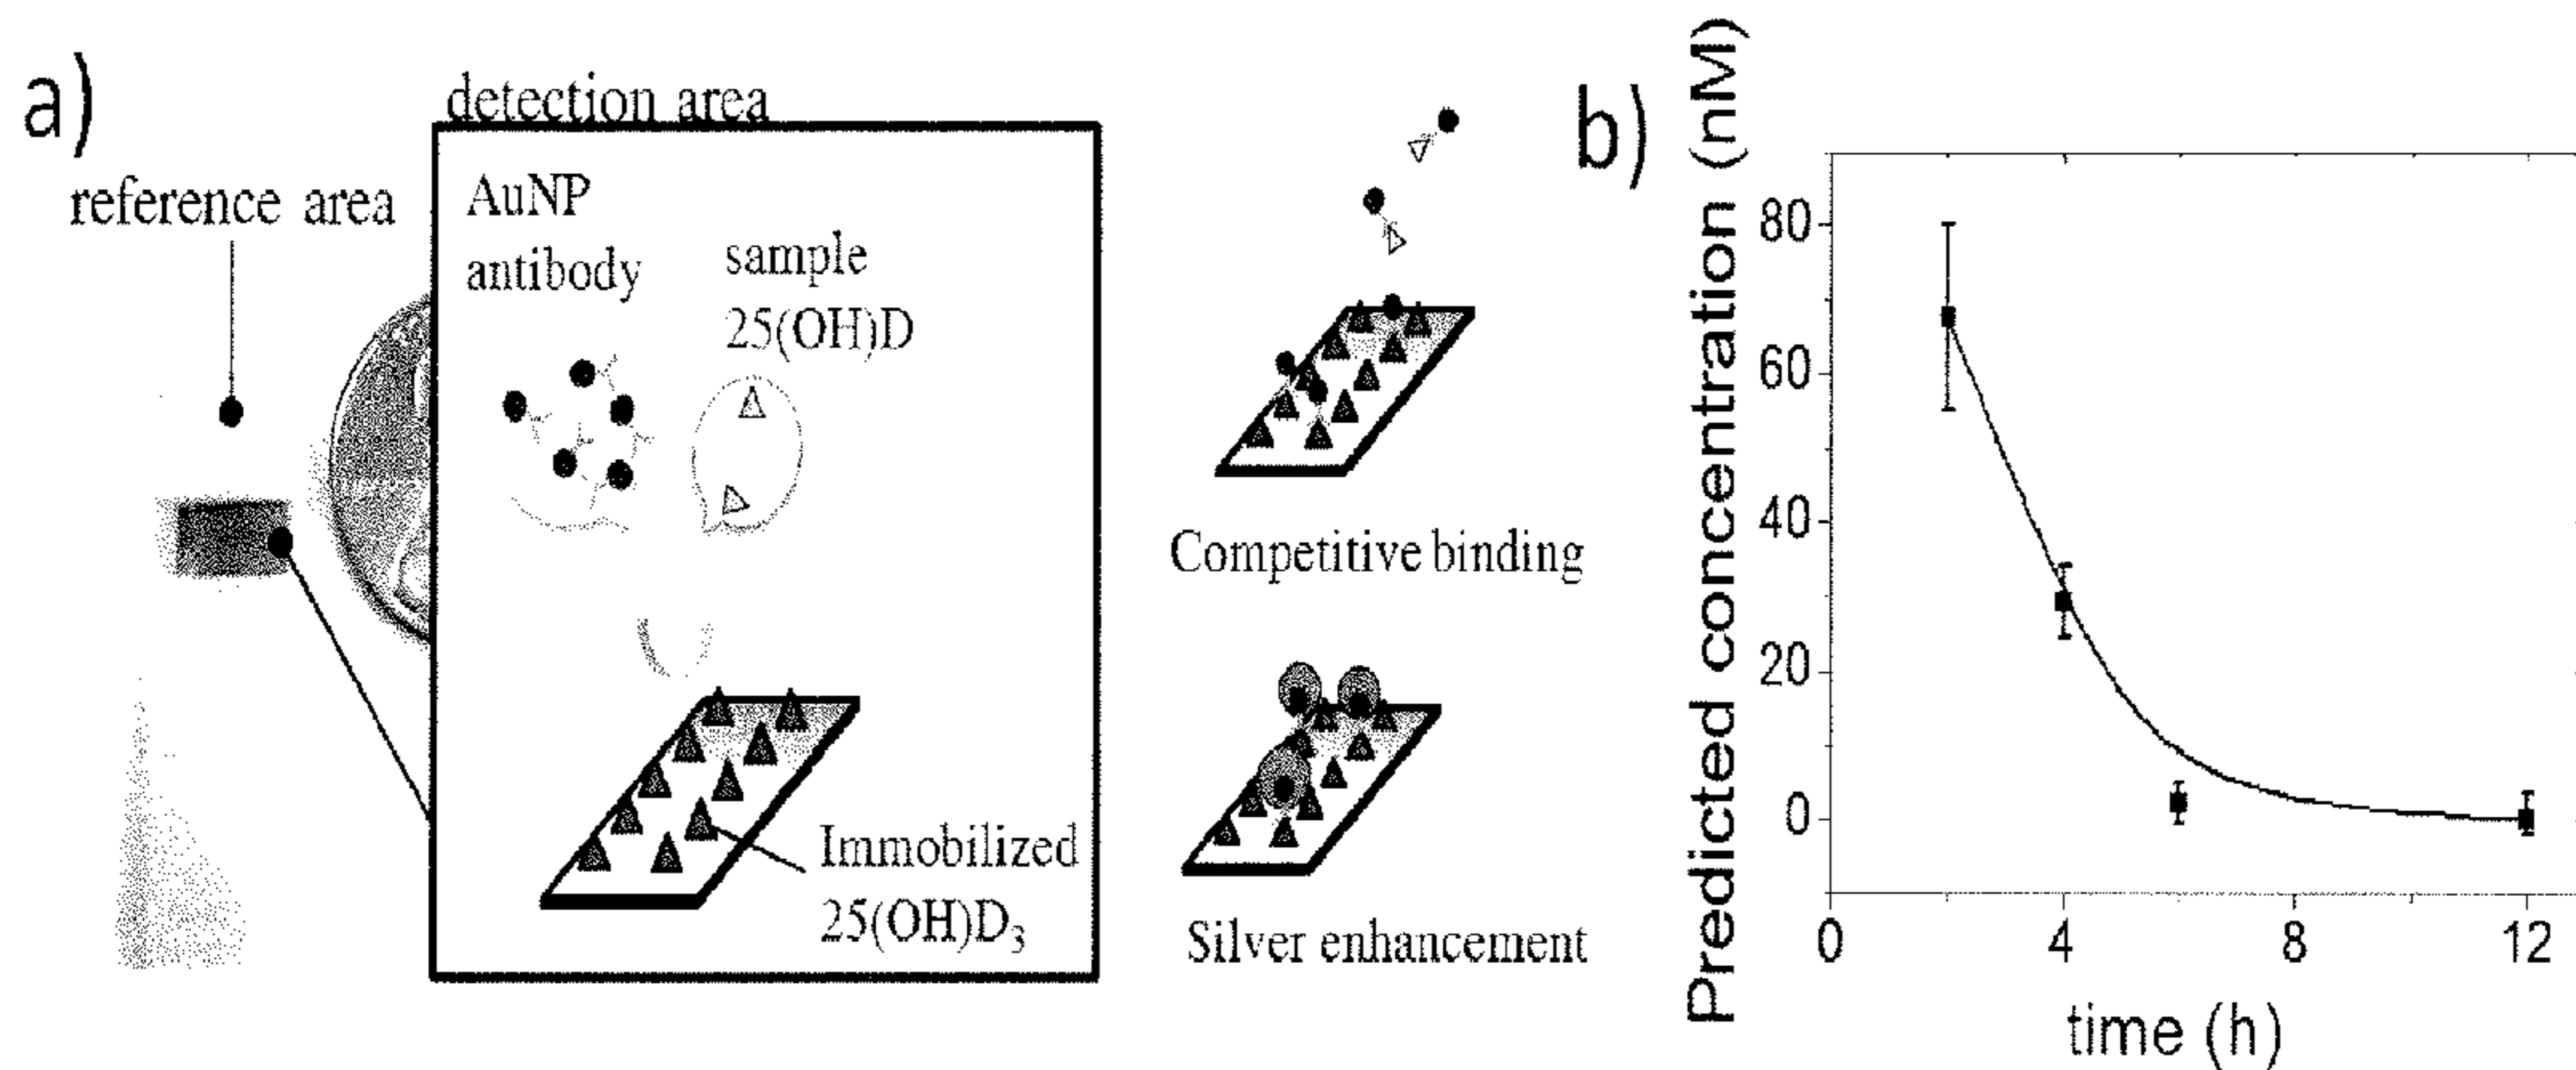 a)
detection area
reference area
AuNP
antibody
sample
25(OH)D
Immobilized
25(OH)D₃
Competitive binding
Silver enhancement
b)
Predicted concentration (nM)
80
60
40
20
0
0 4 8 12
time (h)